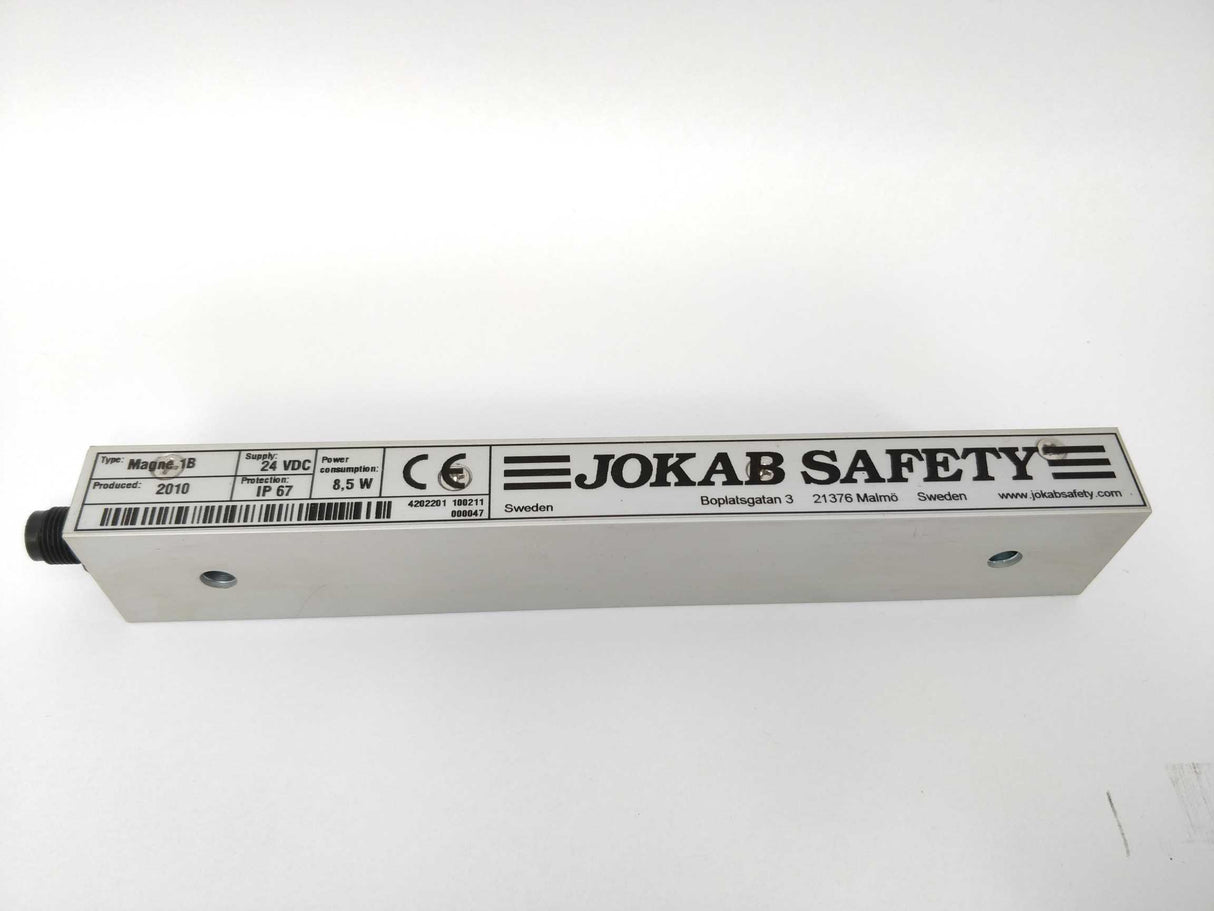 Type: Magne 1B
Supply: 24 VDC
Power consumption: 8,5 W
Produced: 2010
Protection: IP 67
CE
4202201 100211
000047
JOKAB SAFETY
Sweden
Boplatsgatan 3 21376 Malmö Sweden www.jokabsafety.com